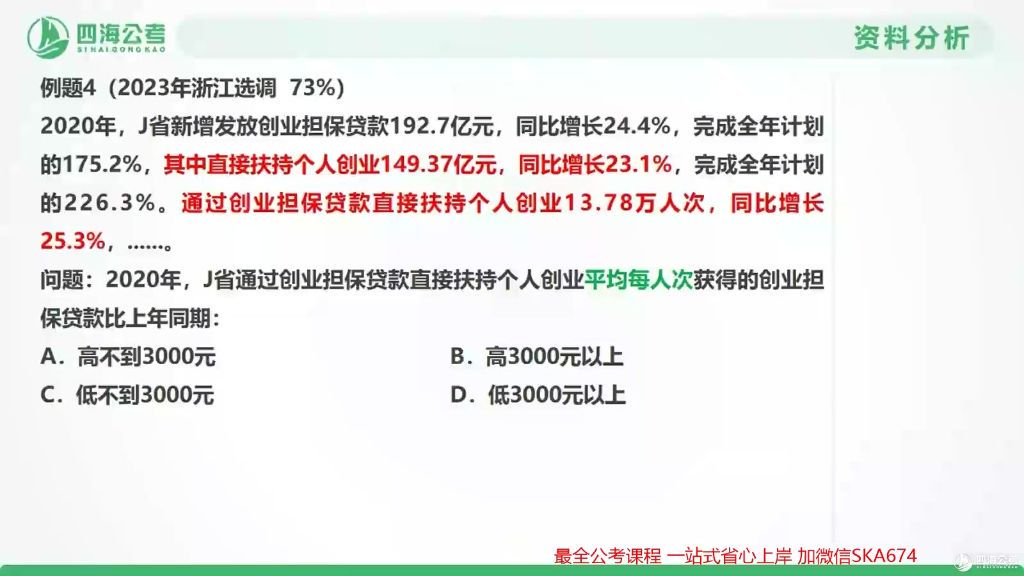 四海公考
SIHAIGONGKAO
资料分析
例题4（2023年浙江选调 73%）
2020年，J省新增发放创业担保贷款192.7亿元，同比增长24.4%，完成全年计划
的175.2%，其中直接扶持个人创业149.37亿元，同比增长23.1%，完成全年计划
的226.3%。通过创业担保贷款直接扶持个人创业13.78万人次，同比增长
25.3%，……。
问题：2020年，J省通过创业担保贷款直接扶持个人创业平均每人次获得的创业担
保贷款比上年同期：
A. 高不到3000元
B. 高3000元以上
C. 低不到3000元
D. 低3000元以上
最全公考课程 一站式省心上岸 加微信SKA674
四海公考